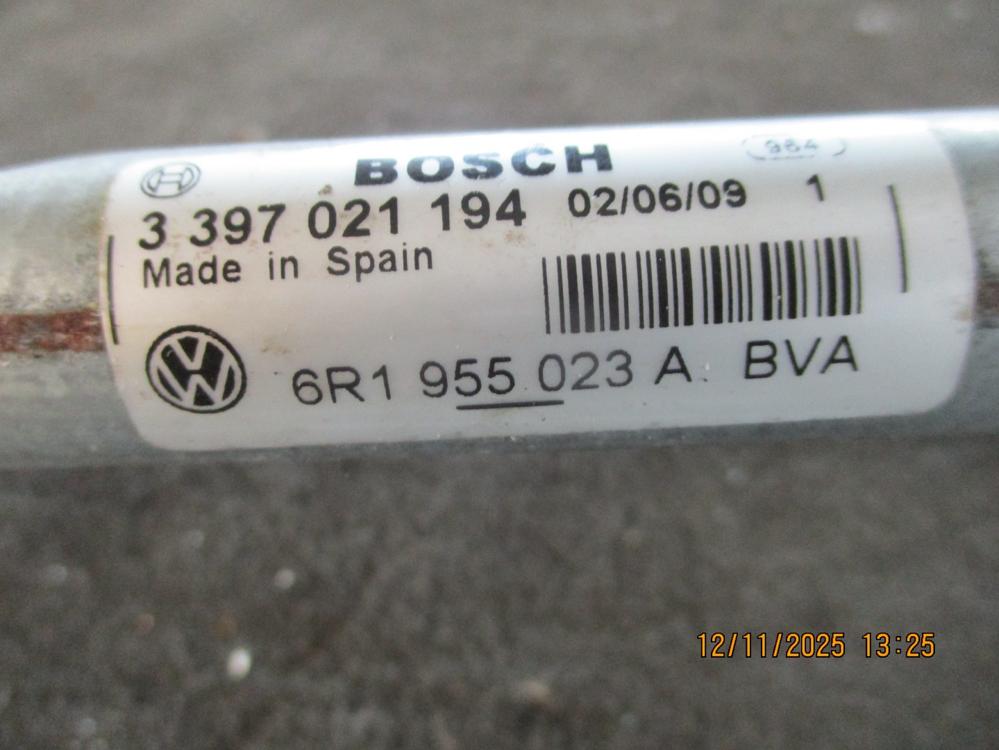 BOSCH 964
3 397 021 194 02/06/09 1
Made in Spain
6R1 955 023 A BVA
12/11/2025 13:25